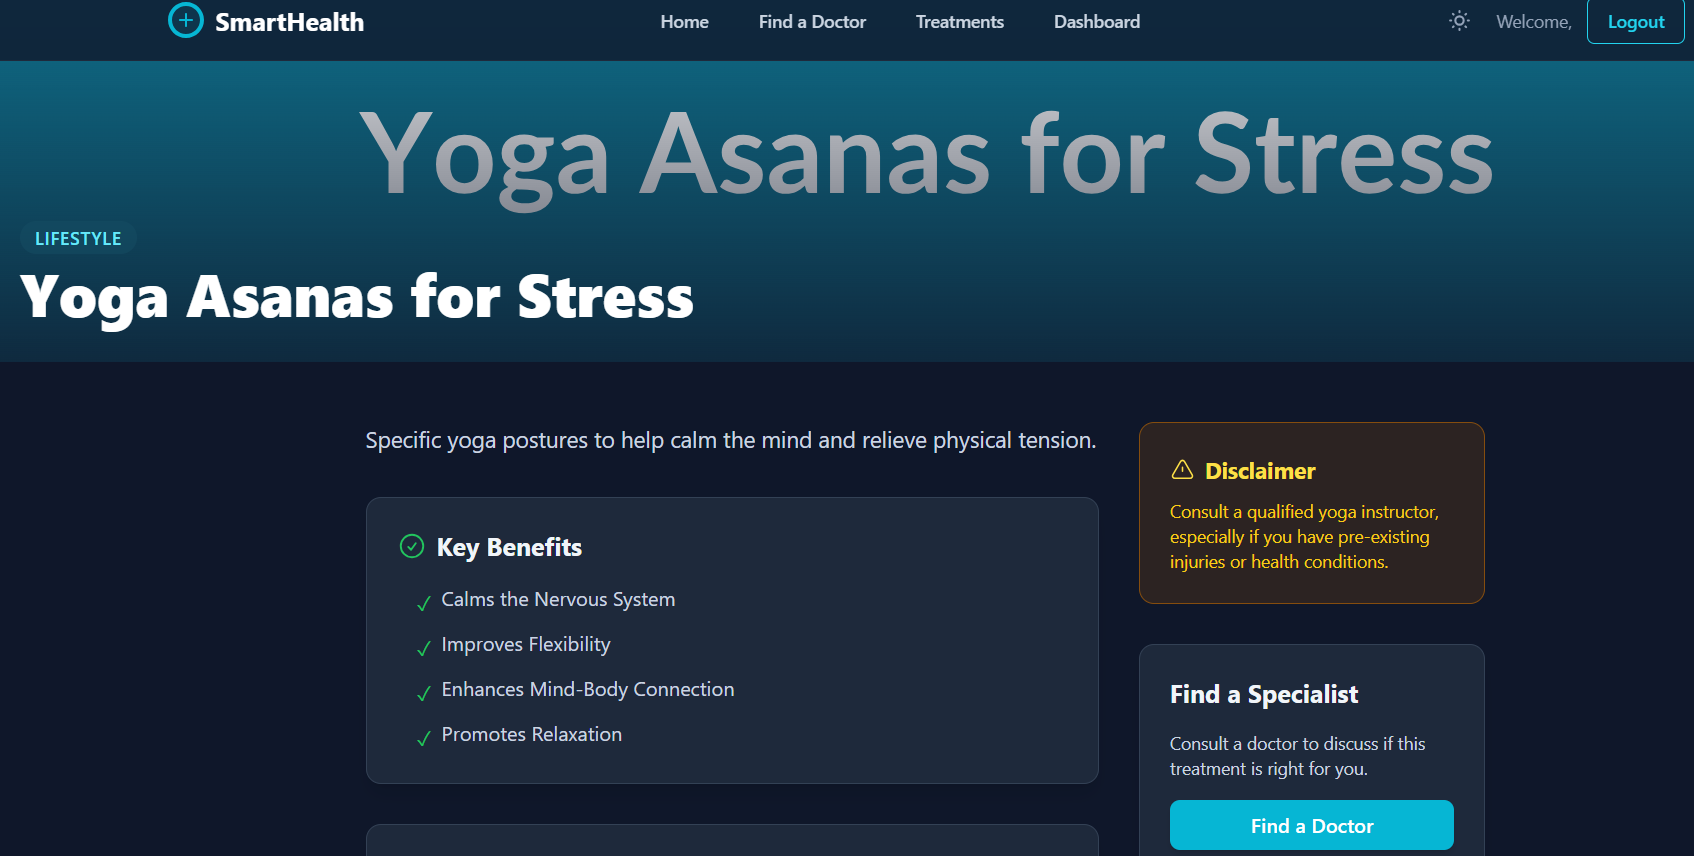 SmartHealth
Home
Find a Doctor
Treatments
Dashboard
Welcome,
Logout
Yoga Asanas for Stress
LIFESTYLE
Yoga Asanas for Stress
Specific yoga postures to help calm the mind and relieve physical tension.
Key Benefits
Calms the Nervous System
Improves Flexibility
Enhances Mind-Body Connection
Promotes Relaxation
Disclaimer
Consult a qualified yoga instructor,
especially if you have pre-existing
injuries or health conditions.
Find a Specialist
Consult a doctor to discuss if this
treatment is right for you.
Find a Doctor